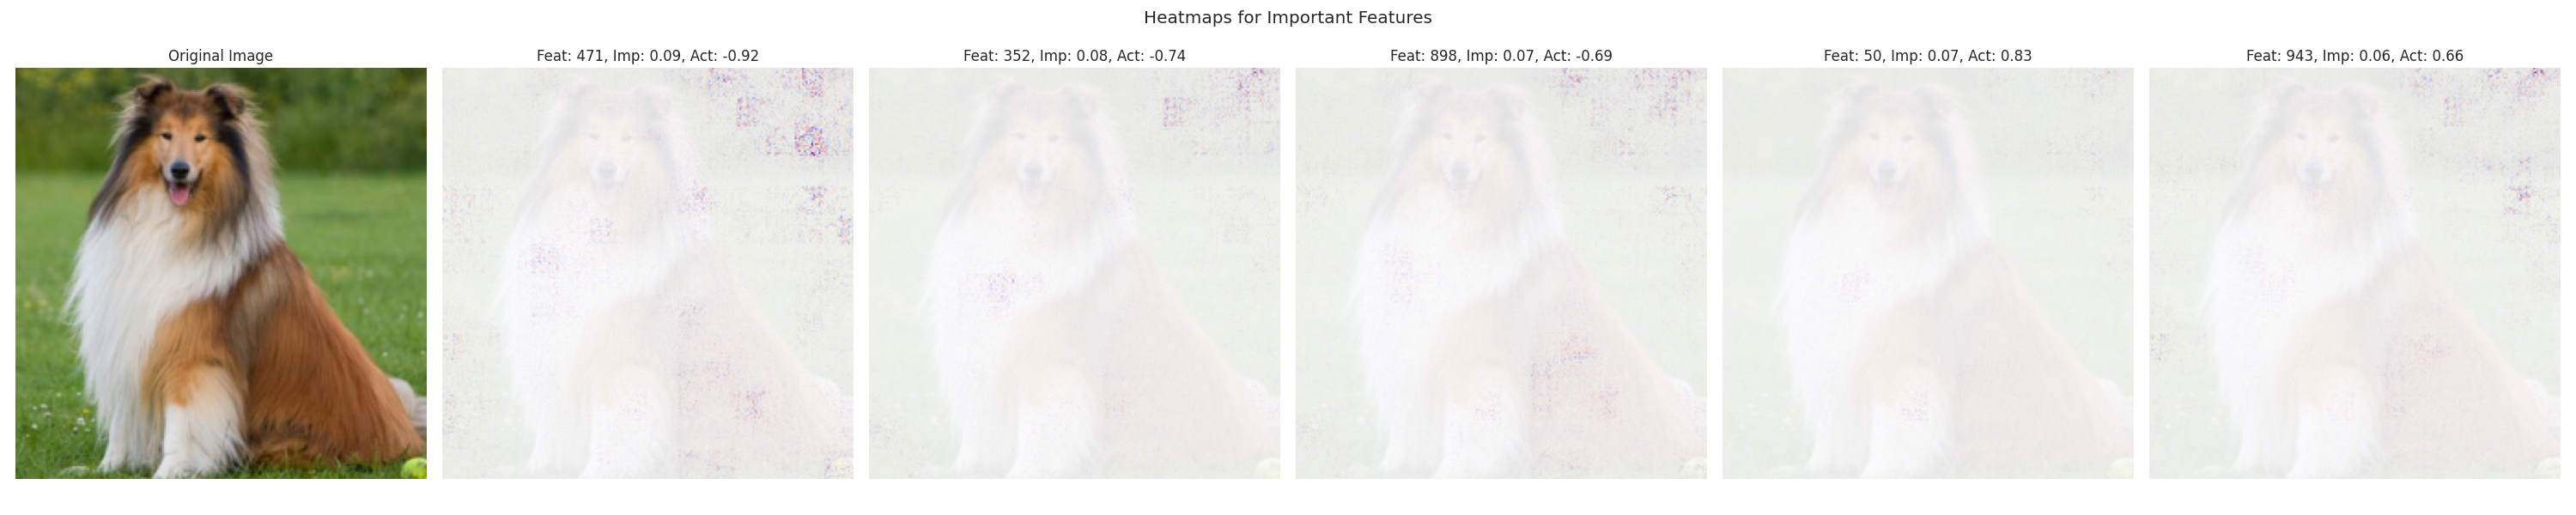 Heatmaps for Important Features
Original Image
Feat: 471, Imp: 0.09, Act: -0.92
Feat: 352, Imp: 0.08, Act: -0.74
Feat: 898, Imp: 0.07, Act: -0.69
Feat: 50, Imp: 0.07, Act: 0.83
Feat: 943, Imp: 0.06, Act: 0.66